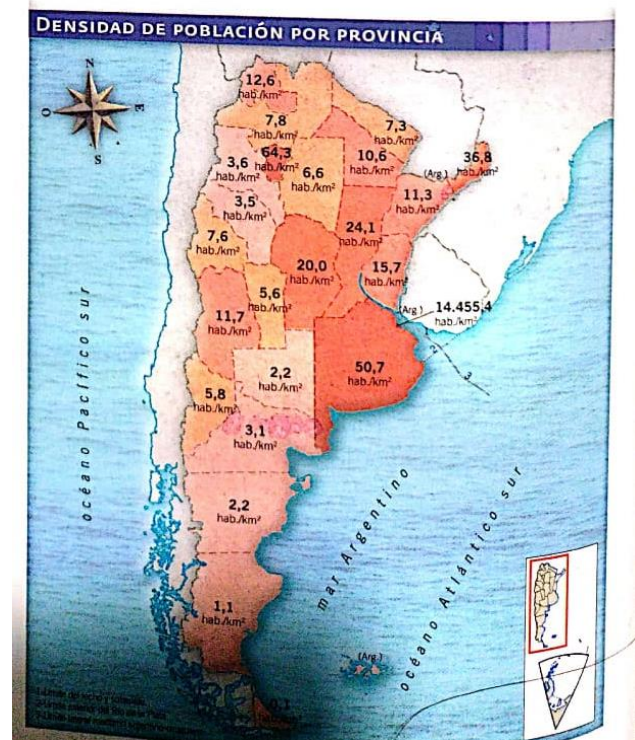 DENSIDAD DE POBLACIÓN POR PROVINCIA
N
O
E
S
12,6
hab./km²
7,8
hab./km²
7,3
hab./km²
3,6
hab./km²
64,3
hab./km²
6,6
hab./km²
10,6
hab./km²
(Arg.)
36,8
hab./km²
3,5
hab./km²
11,3
hab./km²
7,6
hab./km²
24,1
hab./km²
20,0
hab./km²
15,7
hab./km²
5,6
hab./km²
11,7
hab./km²
(Arg.)
14.455,4
hab./km²
2,2
hab./km²
50,7
hab./km²
2
3
5,8
hab./km²
3,1
hab./km²
2,2
hab./km²
1,1
hab./km²
0,1
océano Pacífico sur
mar Argentino
océano Atlántico sur
(Arg.)